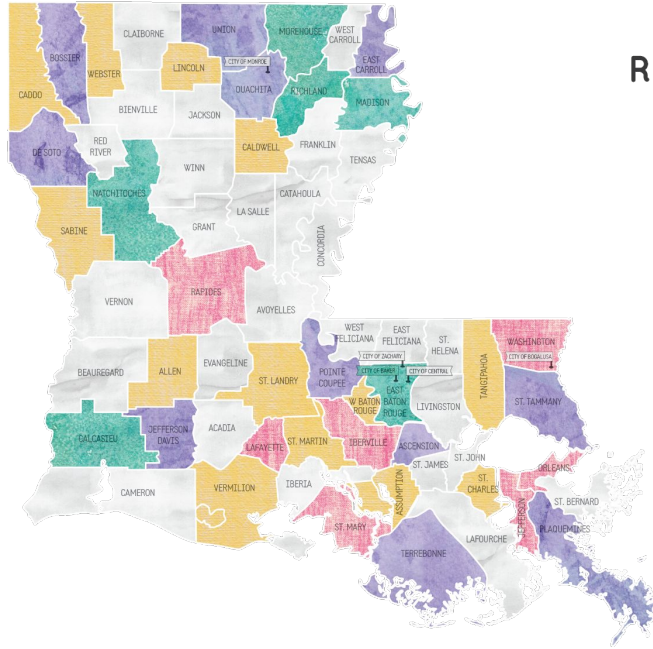 UNION
MOREHOUSE
WEST
CARROLL
CLAIBORNE
EAST
CARROLL
BOSSIER
WEBSTER
LINCOLN
CITY OF MONROE
R
CADDO
OUACHITA
RICHLAND
MADISON
BIENVILLE
JACKSON
DE SOTO
RED
RIVER
CALDWELL
FRANKLIN
TENSAS
WINN
NATCHITOCHES
CATAHOULA
LA SALLE
SABINE
GRANT
CONCORDIA
RAPIDES
VERNON
AVOYELLES
WEST
FELICIANA
EAST
FELICIANA
ST.
HELENA
WASHINGTON
CITY OF ZACHARY
CITY OF BOGALUSA
BEAUREGARD
ALLEN
EVANGELINE
ST. LANDRY
POINTE
COUPEE
CITY OF BAKER
CITY OF CENTRAL
TANGIPAHOA
EAST
BATON
ROUGE
W BATON
ROUGE
LIVINGSTON
ST. TAMMANY
CALCASIEU
JEFFERSON
DAVIS
ACADIA
LAFAYETTE
ST. MARTIN
IBERVILLE
ASCENSION
ST. JAMES
ST. JOHN
ORLEANS
CAMERON
VERMILION
IBERIA
ASSUMPTION
ST.
CHARLES
JEFFERSON
ST. BERNARD
ST. MARY
LAFOURCHE
PLAQUEMINES
TERREBONNE